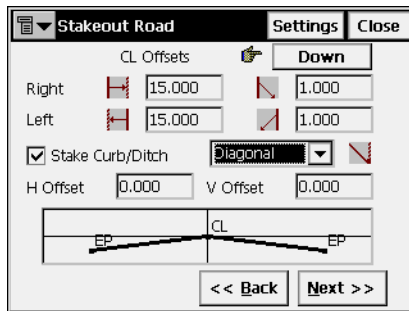 Stakeout Road Settings Close
CL Offsets Down
Right 15.000 1.000
Left 15.000 1.000
Stake Curb/Ditch Diagonal
H Offset 0.000 V Offset 0.000
CL
EP EP
<< Back Next >>